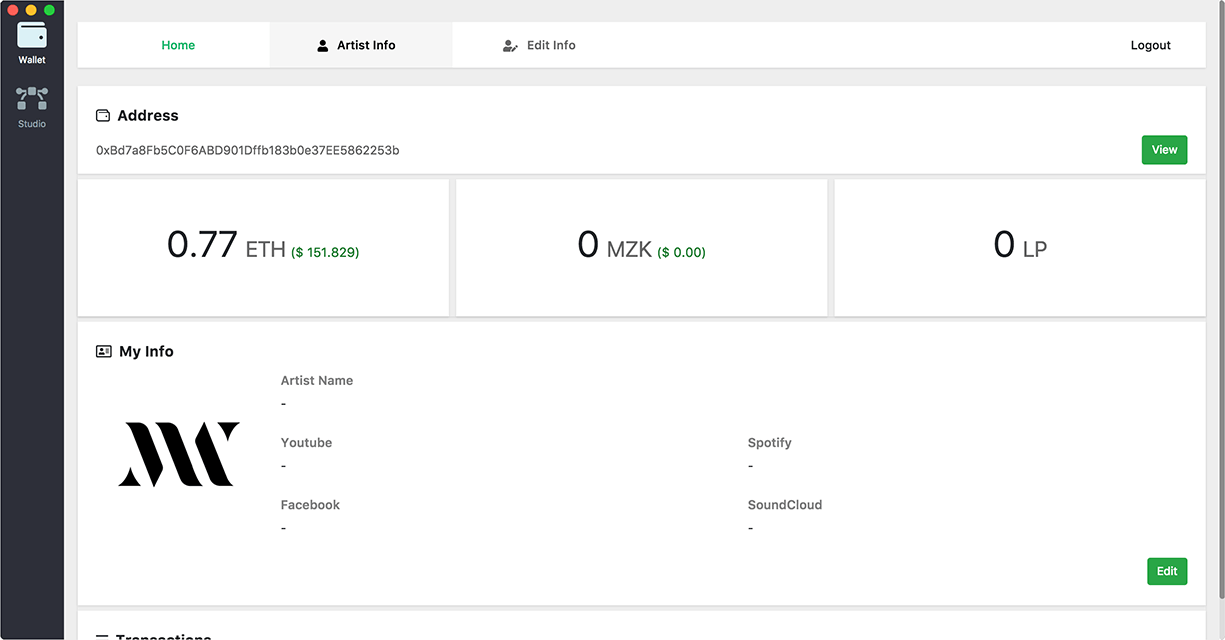 Wallet
Studio
Home Artist Info Edit Info Logout
Address
0xBd7a8Fb5C0F6ABD901Dffb183b0e37EE5862253b View
0.77 ETH ($ 151.829) 0 MZK ($ 0.00) 0 LP
My Info
Artist Name
-
Youtube Spotify
- -
Facebook SoundCloud
- -
Edit
Transactions